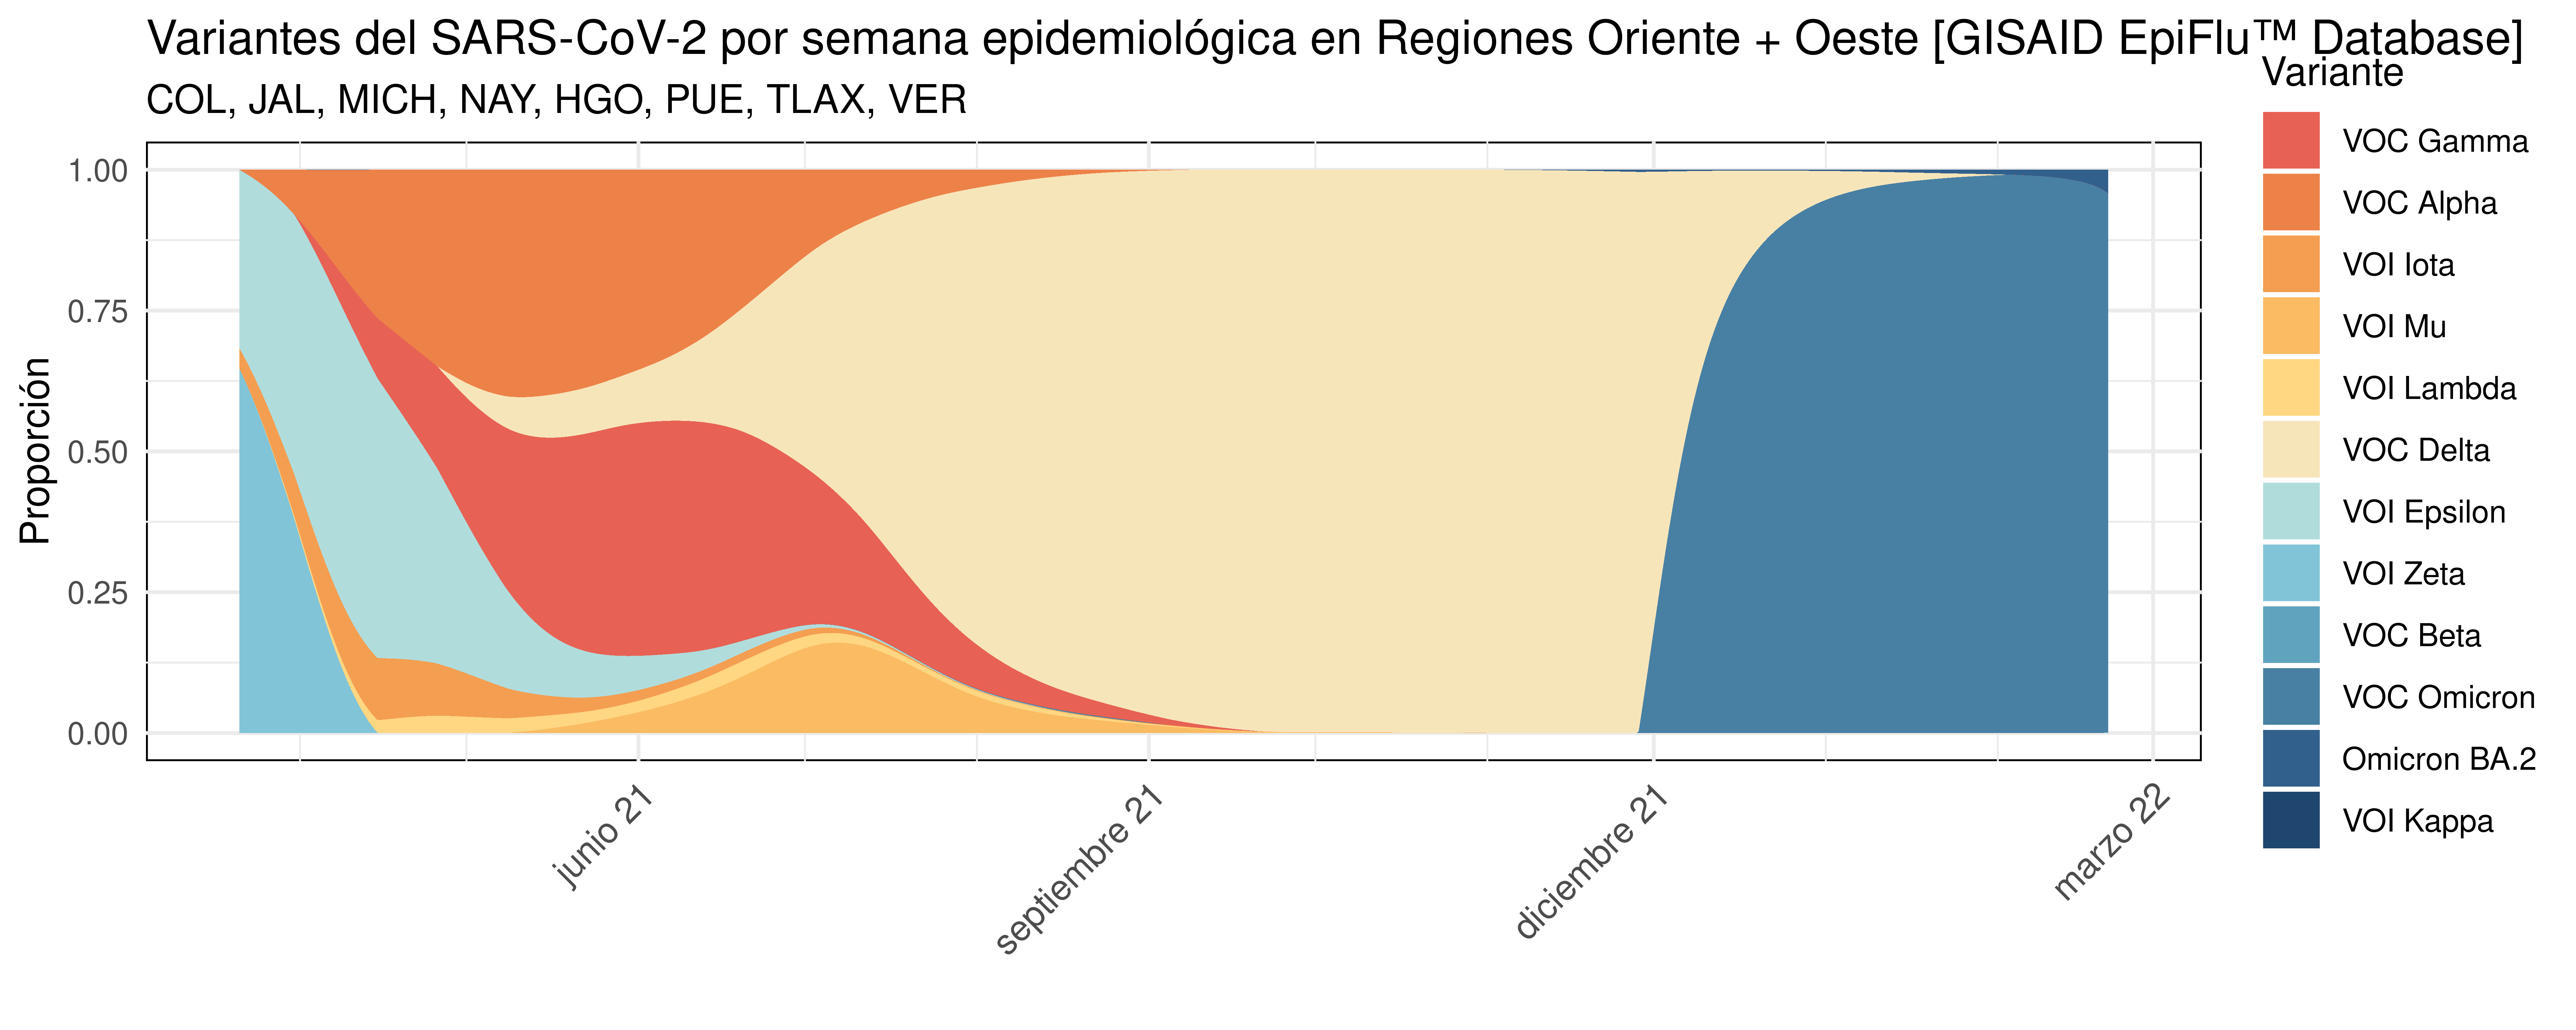 Variantes del SARS-CoV-2 por semana epidemiológica en Regiones Oriente + Oeste [GISAID EpiFlu™ Database]
COL, JAL, MICH, NAY, HGO, PUE, TLAX, VER
Proporción
1.00
0.75
0.50
0.25
0.00
junio 21
septiembre 21
diciembre 21
marzo 22
Variante
VOC Gamma
VOC Alpha
VOI Iota
VOI Mu
VOI Lambda
VOC Delta
VOI Epsilon
VOI Zeta
VOC Beta
VOC Omicron
Omicron BA.2
VOI Kappa